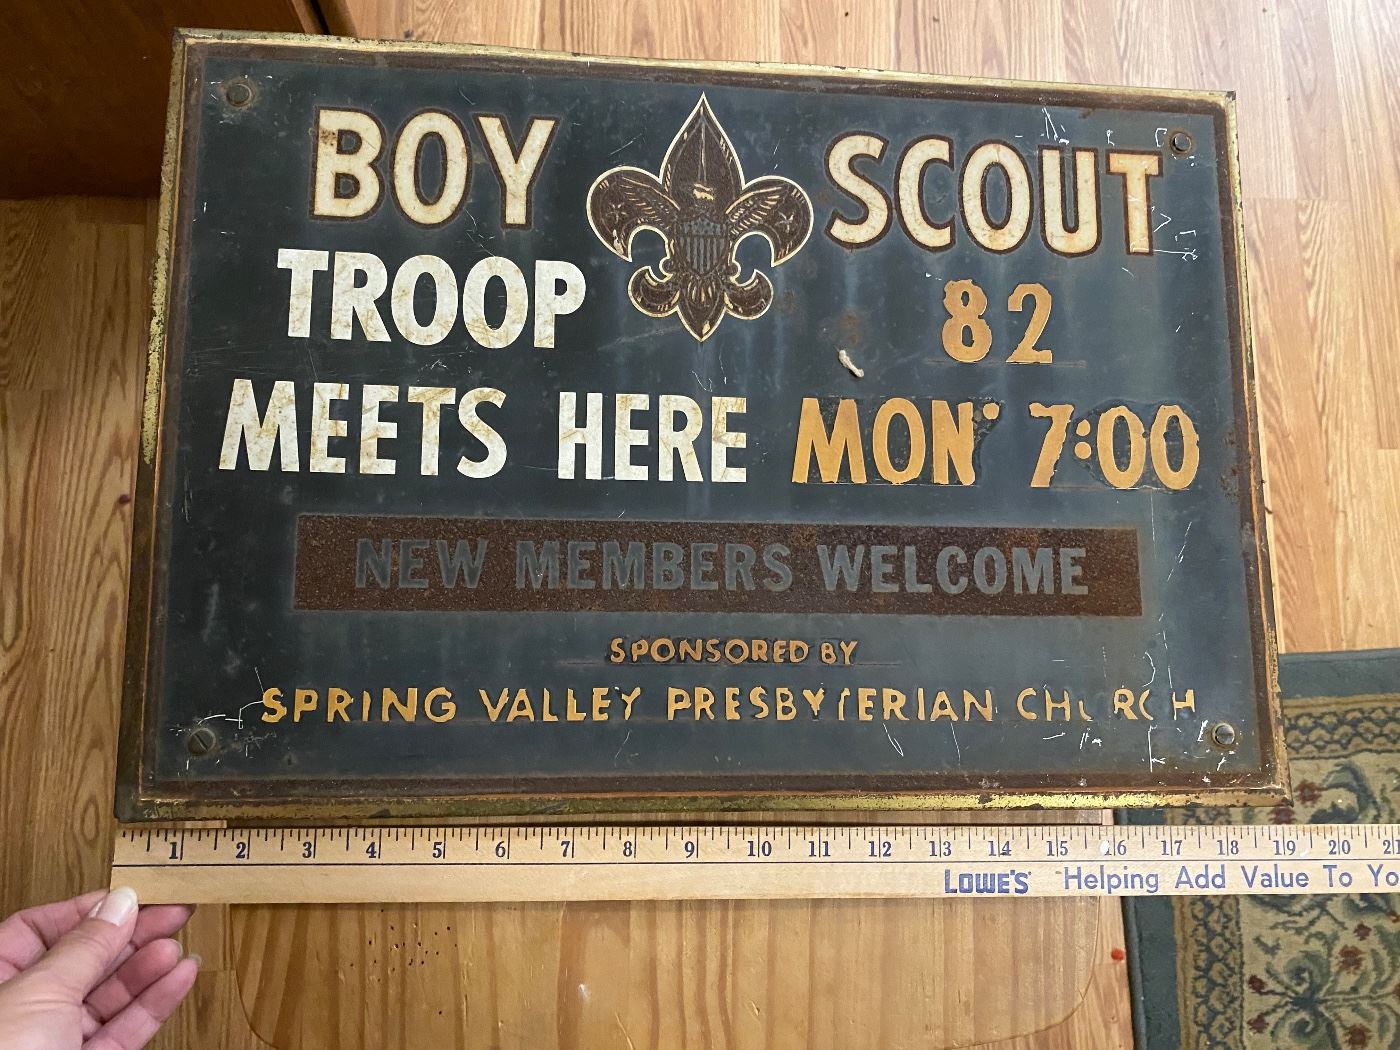 BOY SCOUT
TROOP 82
MEETS HERE MON. 7:00
NEW MEMBERS WELCOME
SPONSORED BY
SPRING VALLEY PRESBYTERIAN CHURCH
1 2 3 4 5 6 7 8 9 10 11 12 13 14 15 16 17 18 19 20 21
LOWE'S Helping Add Value To Yo